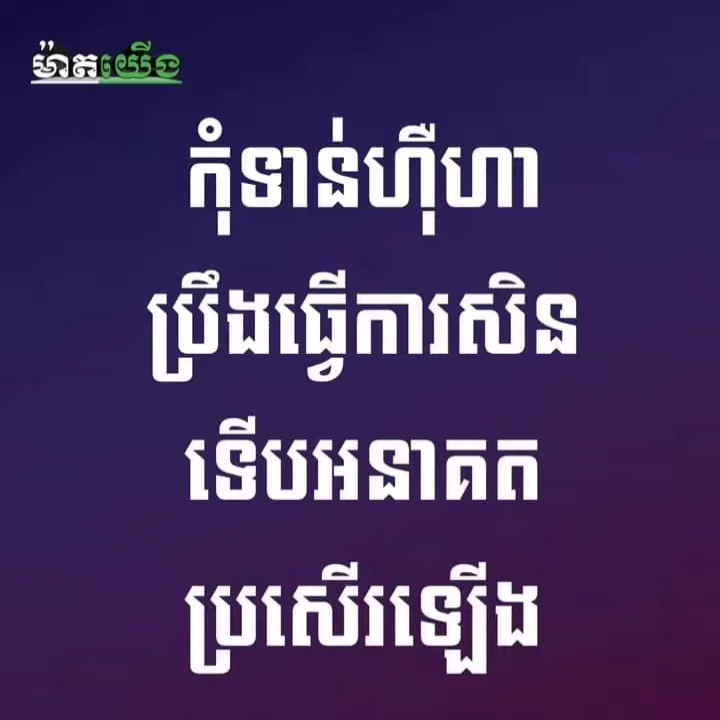 ម៉ាតយើង
កុំទាន់ហ៊ឺហា
ប្រឹងធ្វើការសិន
ទើបអនាគត
ប្រសើរឡើង